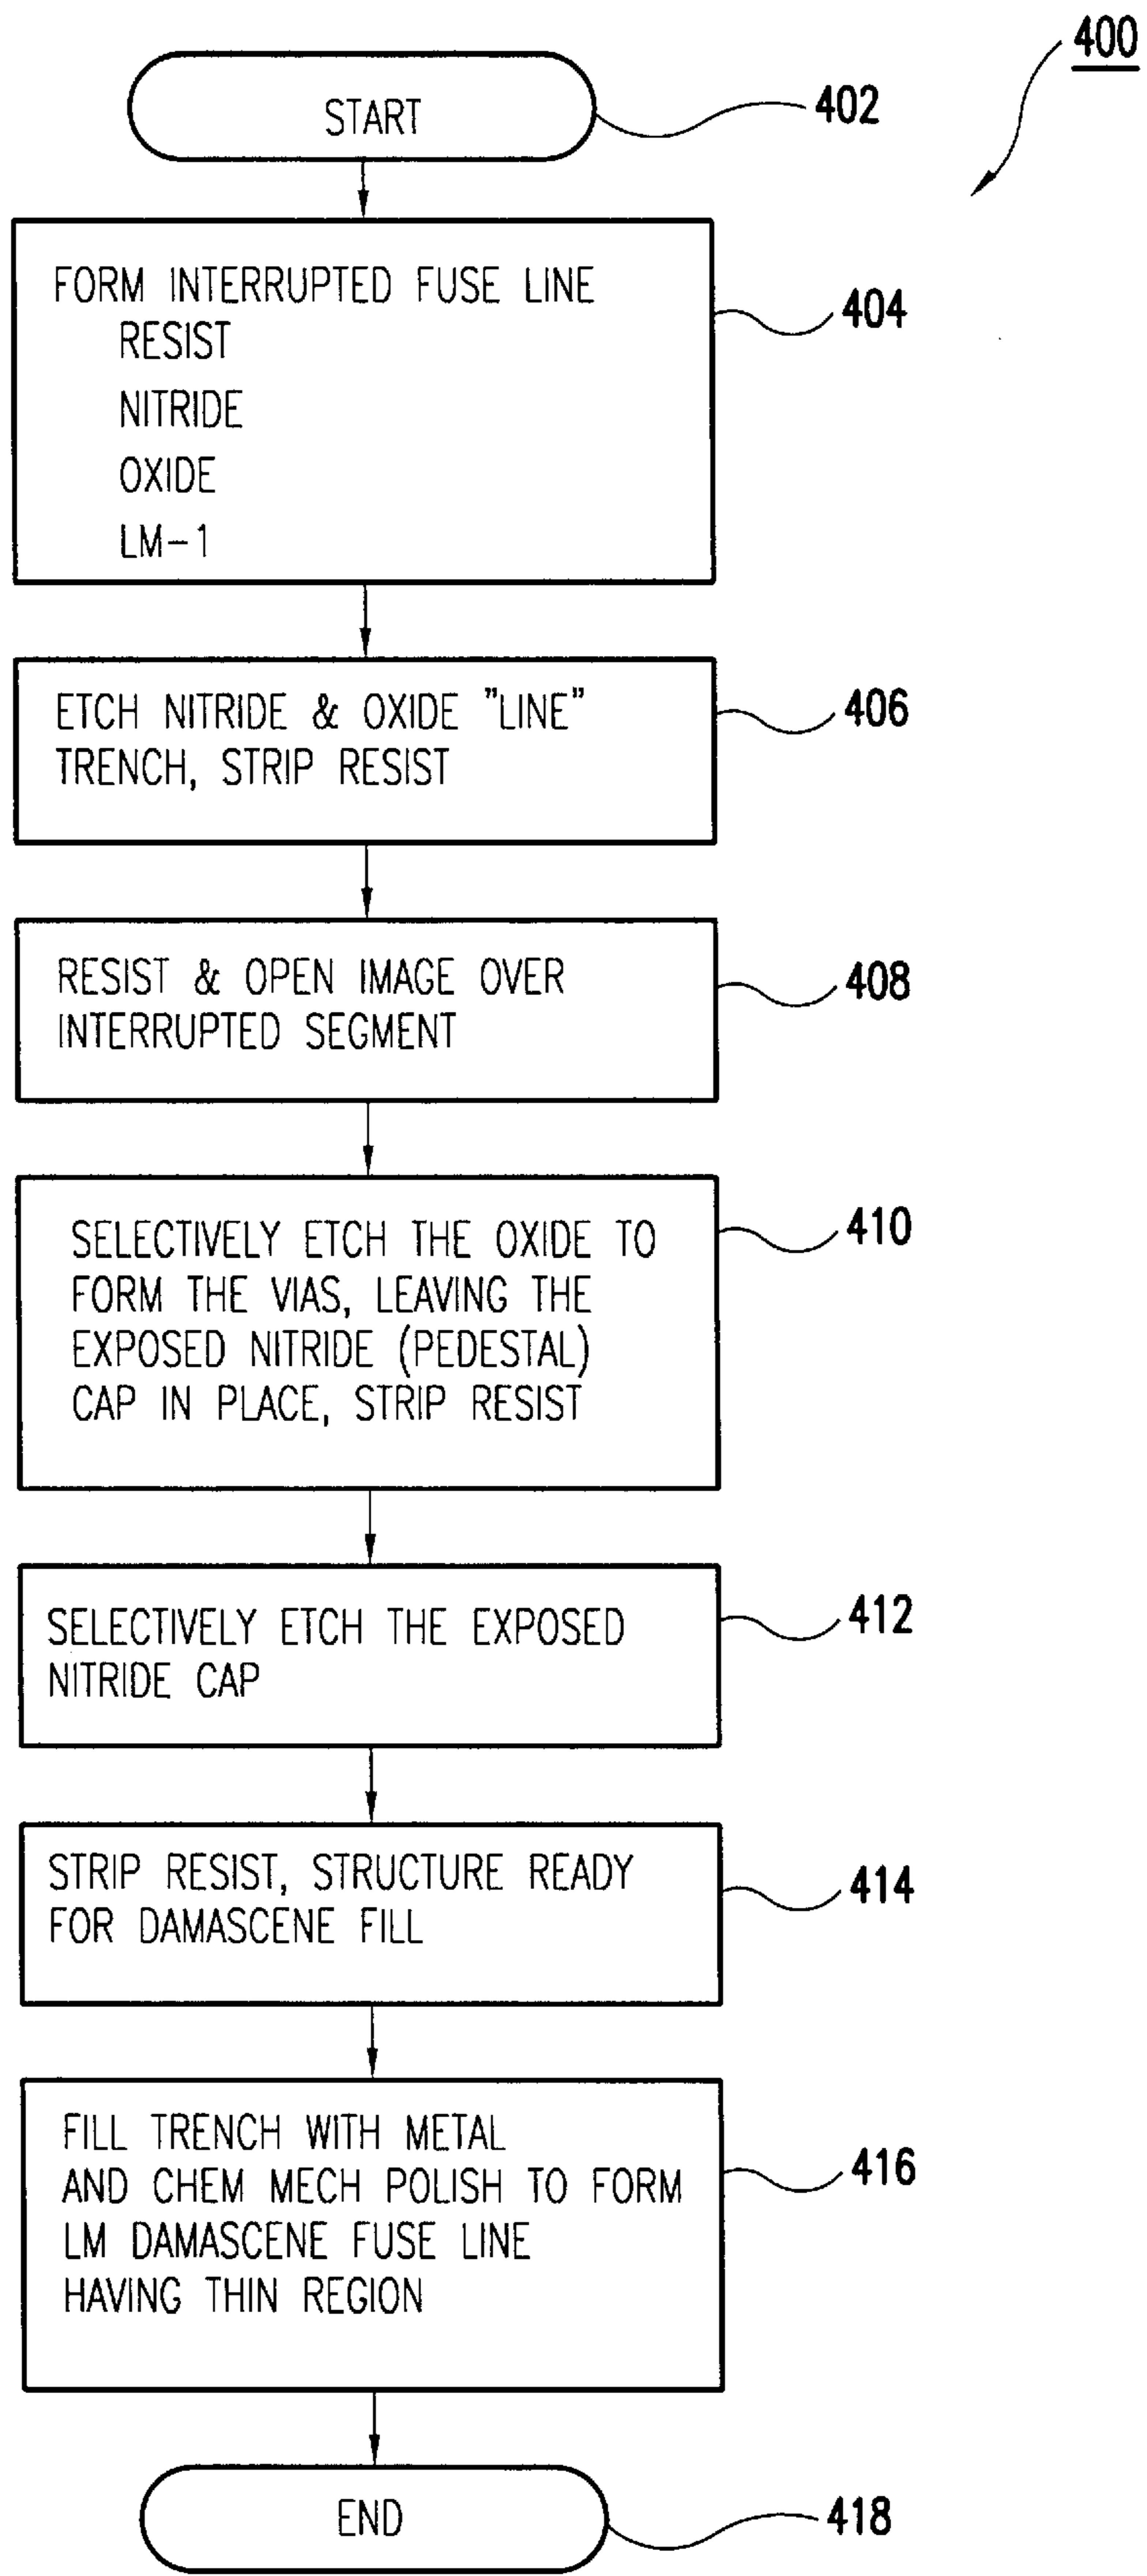 400
START
402
FORM INTERRUPTED FUSE LINE
RESIST
NITRIDE
OXIDE
LM-1
404
ETCH NITRIDE & OXIDE "LINE"
TRENCH, STRIP RESIST
406
RESIST & OPEN IMAGE OVER
INTERRUPTED SEGMENT
408
SELECTIVELY ETCH THE OXIDE TO
FORM THE VIAS, LEAVING THE
EXPOSED NITRIDE (PEDESTAL)
CAP IN PLACE, STRIP RESIST
410
SELECTIVELY ETCH THE EXPOSED
NITRIDE CAP
412
STRIP RESIST, STRUCTURE READY
FOR DAMASCENE FILL
414
FILL TRENCH WITH METAL
AND CHEM MECH POLISH TO FORM
LM DAMASCENE FUSE LINE
HAVING THIN REGION
416
END
418